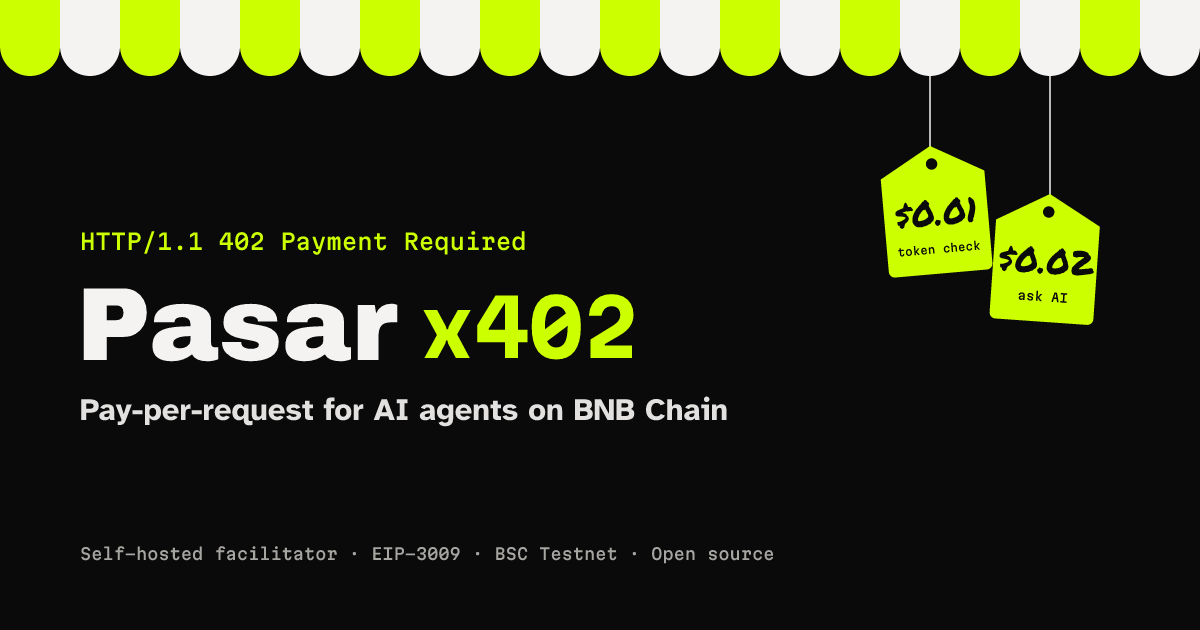 $0.01
token check
$0.02
ask AI
HTTP/1.1 402 Payment Required
Pasar x402
Pay-per-request for AI agents on BNB Chain
Self-hosted facilitator · EIP-3009 · BSC Testnet · Open source